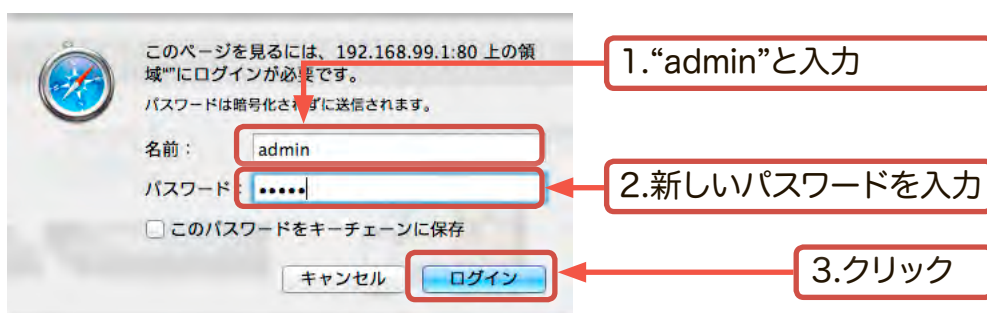 このページを見るには、192.168.99.1:80 上の領
域""にログインが必要です。
パスワードは暗号化されずに送信されます。
名前：
admin
パスワード：
•••••
このパスワードをキーチェーンに保存
キャンセル
ログイン
1.“admin”と入力
2.新しいパスワードを入力
3.クリック